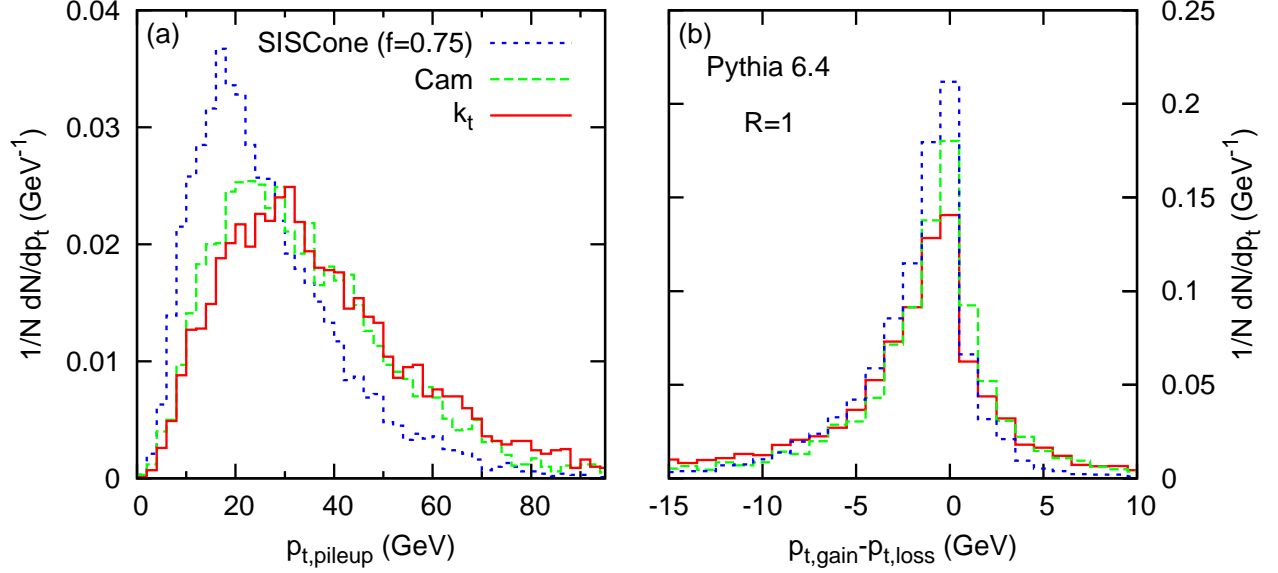 (a)
SISCone (f=0.75)
Cam
k_t
0.04
0.03
0.02
0.01
0
1/N dN/dp_t (GeV^-1)
0 20 40 60 80
p_t,pileup (GeV)
(b)
Pythia 6.4
R=1
0.25
0.2
0.15
0.1
0.05
0
1/N dN/dp_t (GeV^-1)
-15 -10 -5 0 5 10
p_t,gain-p_t,loss (GeV)